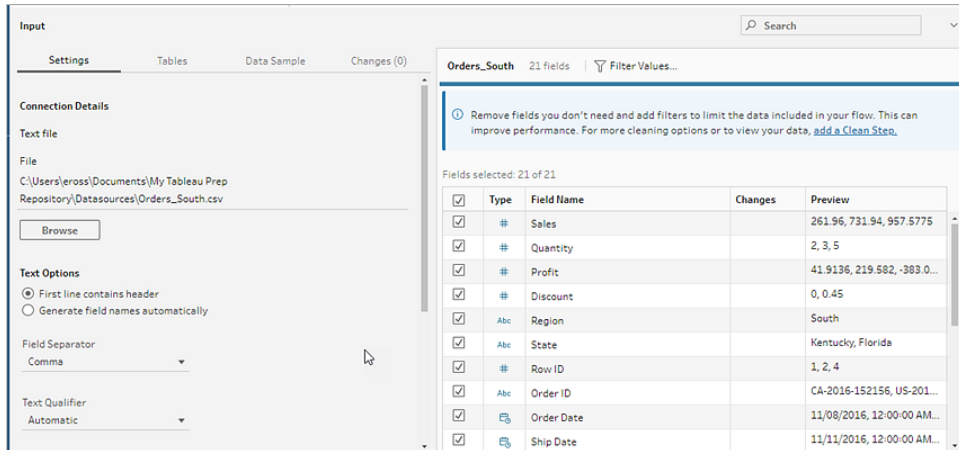 Input
Search
Settings Tables Data Sample Changes (0)
Connection Details
Text file
File
C:\Users\eross\Documents\My Tableau Prep
Repository\Datasources\Orders_South.csv
Browse
Text Options
First line contains header
Generate field names automatically
Field Separator
Comma
Text Qualifier
Automatic
Orders_South 21 fields Filter Values...
Remove fields you don't need and add filters to limit the data included in your flow. This can
improve performance. For more cleaning options or to view your data, add a Clean Step.
Fields selected: 21 of 21
Type Field Name Changes Preview
# Sales 261.96, 731.94, 957.5775
# Quantity 2, 3, 5
# Profit 41.9136, 219.582, -383.0...
# Discount 0, 0.45
Abc Region South
Abc State Kentucky, Florida
# Row ID 1, 2, 4
Abc Order ID CA-2016-152156, US-201...
Order Date 11/08/2016, 12:00:00 AM...
Ship Date 11/11/2016, 12:00:00 AM...